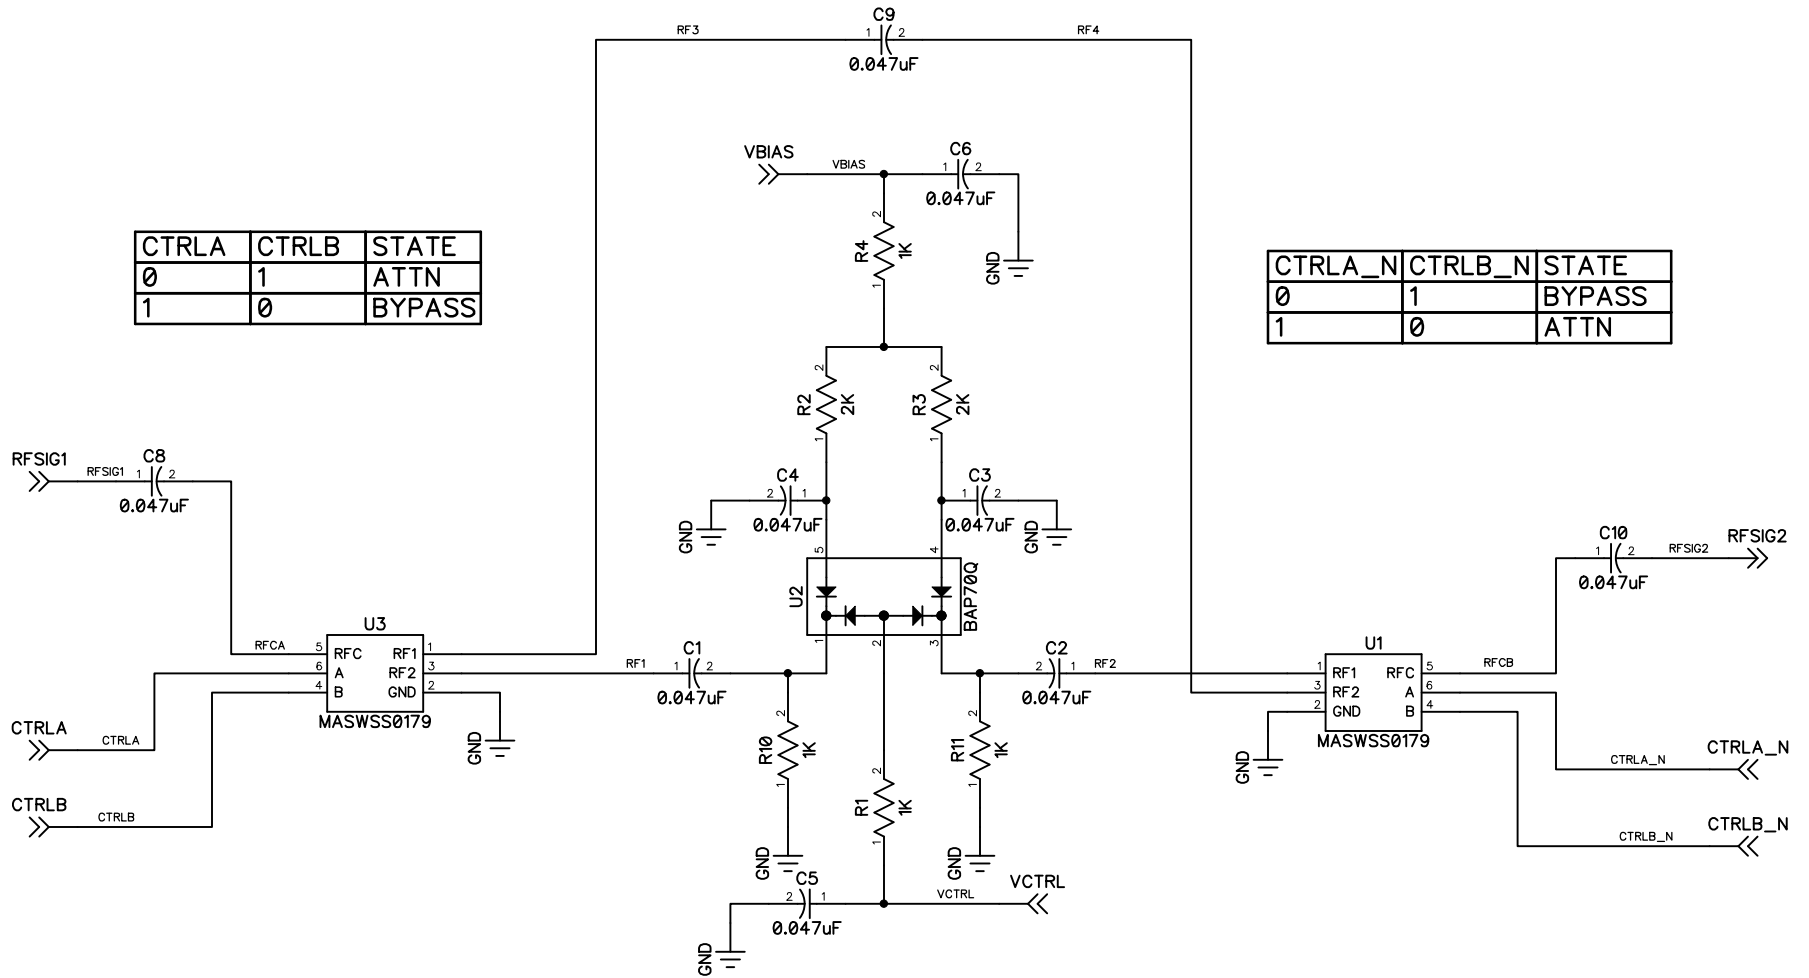 C9
RF3
1
2
RF4
0.047uF
VBIAS
VBIAS
C6
1
2
0.047uF
2
R4
1K
1
GND
CTRLA CTRLB STATE
0 1 ATTN
1 0 BYPASS
CTRLA_N CTRLB_N STATE
0 1 BYPASS
1 0 ATTN
2
R2
2K
1
2
R3
2K
1
RFSIG1
RFSIG1
C8
1
2
0.047uF
C4
2
1
0.047uF
GND
C3
1
2
0.047uF
GND
5
4
U2
BAP70Q
1
2
3
C10
1
2
RFSIG2
RFSIG2
0.047uF
U3
RFCA
5 RFC RF1 1
6 A RF2 3
4 B GND 2
MASWSS0179
GND
RF1
C1
1
2
0.047uF
C2
2
1
RF2
0.047uF
U1
1 RF1 RFC 5
3 RF2 A 6
2 GND B 4
MASWSS0179
RFCB
GND
CTRLA
CTRLA
CTRLB
CTRLB
2
R10
1K
1
GND
2
R11
1K
1
GND
2
R1
1K
1
CTRLA_N
CTRLA_N
CTRLB_N
CTRLB_N
C5
2
1
0.047uF
GND
VCTRL
VCTRL